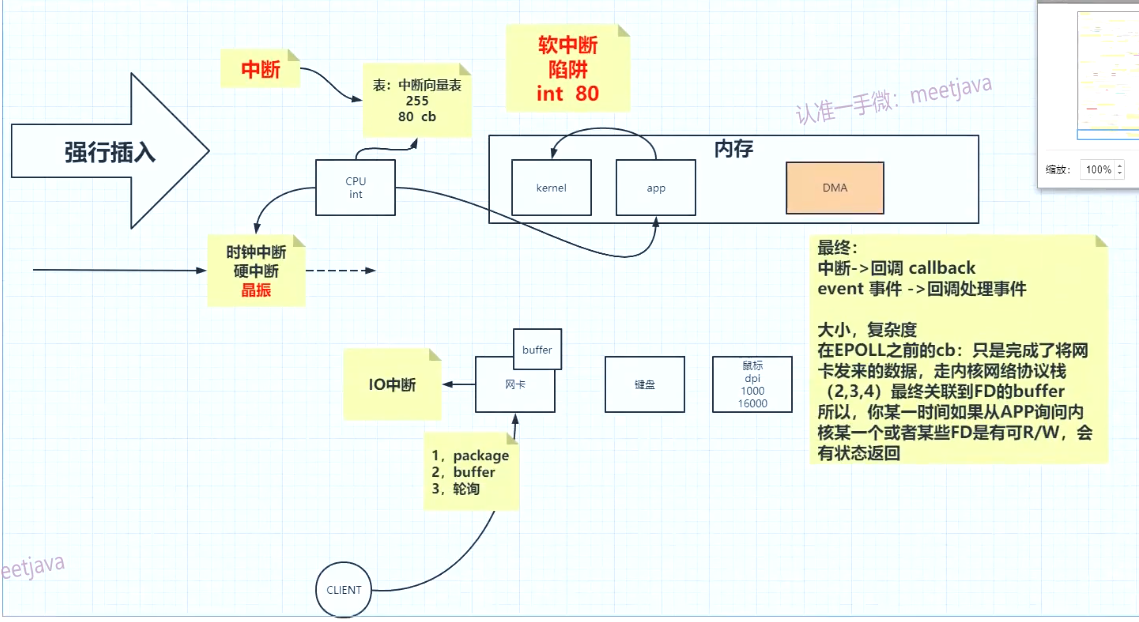 强行插入
中断
表：中断向量表
255
80 cb
软中断
陷阱
int 80
认准一手微：meetjava
缩放：
100%
CPU
int
内存
kernel
app
DMA
时钟中断
硬中断
晶振
最终：
中断->回调 callback
event 事件 ->回调处理事件
大小，复杂度
在EPOLL之前的cb：只是完成了将网
卡发来的数据，走内核网络协议栈
（2,3,4）最终关联到FD的buffer
所以，你某一时间如果从APP询问内
核某一个或者某些FD是有可R/W，会
有状态返回
buffer
网卡
IO中断
键盘
鼠标
dpi
1000
16000
1，package
2，buffer
3，轮询
CLIENT
eetjava